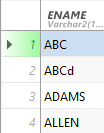 ENAME
Varchar2(1
1 ABC
2 ABCd
3 ADAMS
4 ALLEN